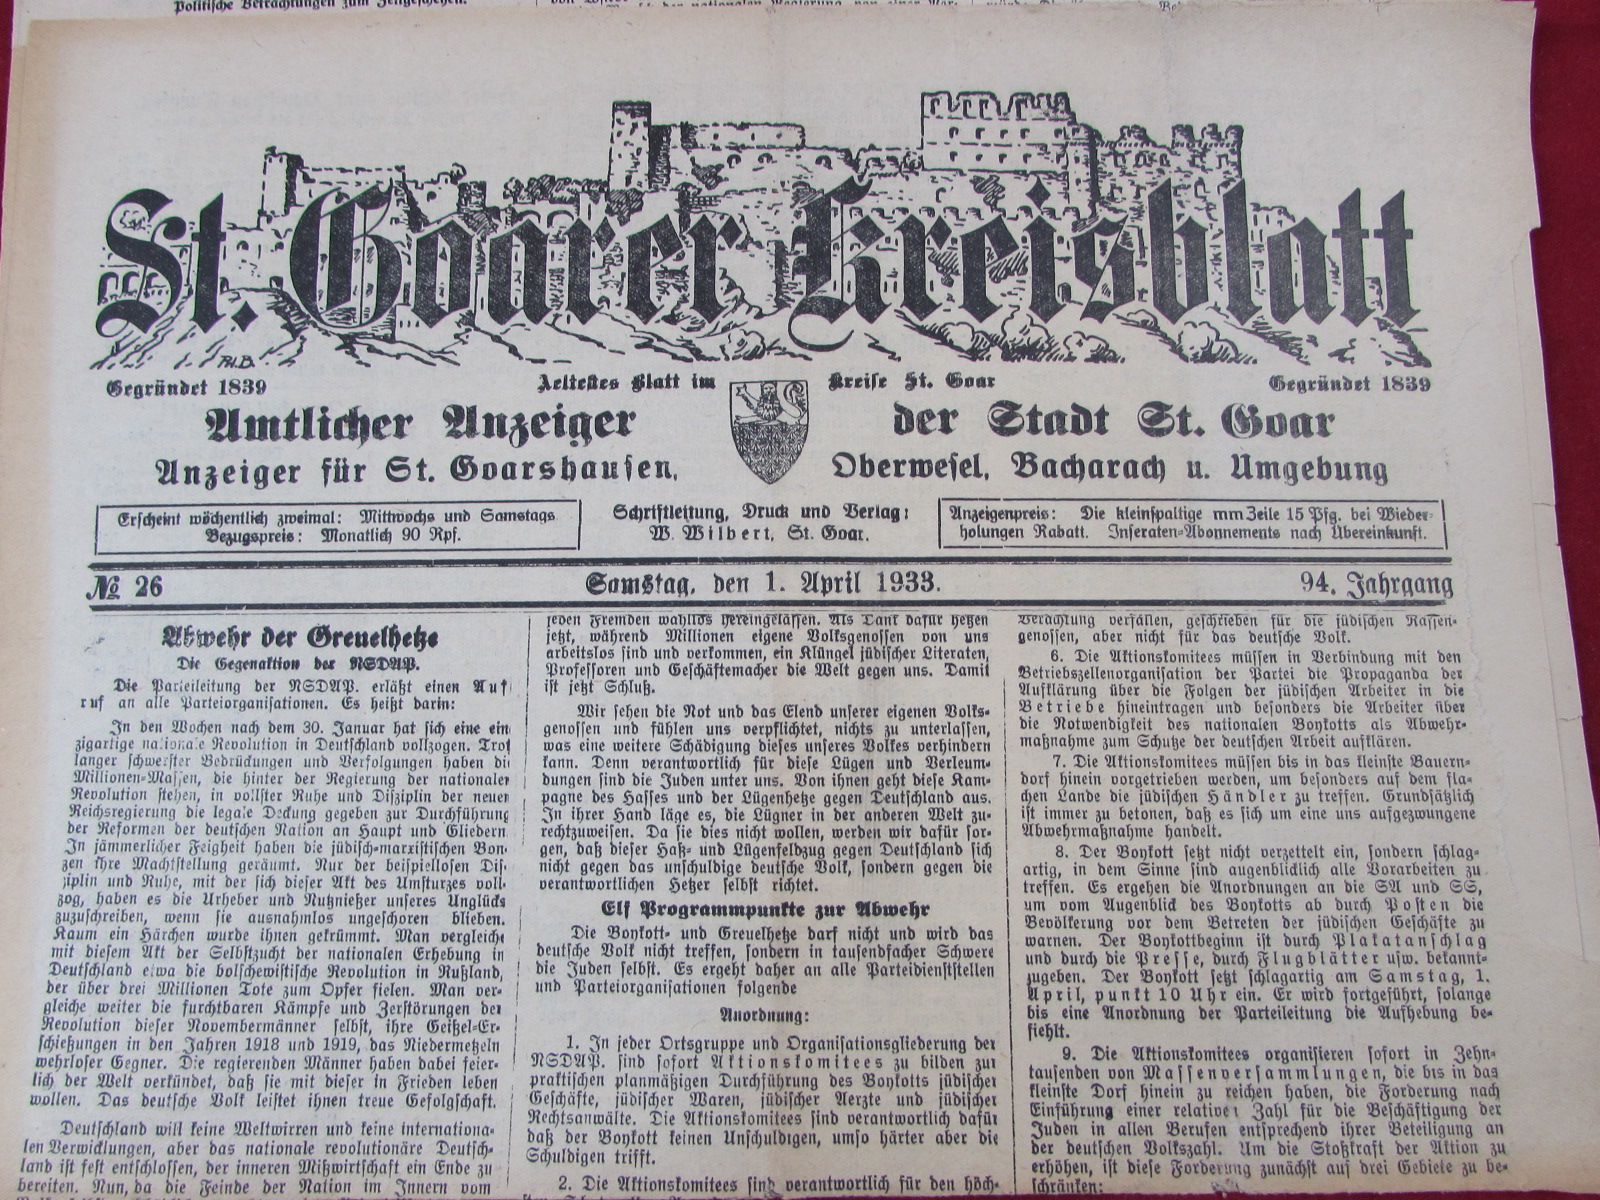 Politische Betrachtungen zum Zeitgeschehen.
St. Goarer Kreisblatt
Ph.D.
Gegründet 1839
Aeltestes Blatt im Kreise St. Goar
Gegründet 1839
Amtlicher Anzeiger der Stadt St. Goar
Anzeiger für St. Goarshausen, Oberwesel, Bacharach u. Umgebung
Erscheint wöchentlich zweimal: Mittwochs und Samstags
Bezugspreis: Monatlich 90 Rpf.
Schriftleitung, Druck und Verlag:
W. Wilbert, St. Goar.
Anzeigenpreis: Die kleinspaltige mm Zeile 15 Pfg. bei Wieder-
holungen Rabatt. Inseraten-Abonnements nach Übereinkunft.
№ 26
Samstag, den 1. April 1933.
94. Jahrgang
Abwehr der Greuelhetze
Die Gegenaktion der NSDAP.
Die Parteileitung der NSDAP. erläßt einen Auf
ruf an alle Parteiorganisationen. Es heißt darin:
In den Wochen nach dem 30. Januar hat sich eine ein
zigartige nationale Revolution in Deutschland vollzogen. Trot
langer schwerster Bedrückungen und Verfolgungen haben die
Millionen-Massen, die hinter der Regierung der nationalen
Revolution stehen, in vollster Ruhe und Disziplin der neuen
Reichsregierung die legale Deckung gegeben zur Durchführung
der Reformen der deutschen Nation an Haupt und Gliedern
In jämmerlicher Feigheit haben die jüdisch-marxistischen Bon-
zen ihre Machtstellung geräumt. Nur der beispiellosen Dis-
ziplin und Ruhe, mit der sich dieser Akt des Umsturzes voll-
zog, haben es die Urheber und Nutznießer unseres Unglücks
zuzuschreiben, wenn sie ausnahmlos ungeschoren blieben.
Kaum ein Härchen wurde ihnen gekrümmt. Man vergleiche
mit diesem Akt der Selbstzucht der nationalen Erhebung in
Deutschland etwa die bolschewistische Revolution in Rußland,
der über drei Millionen Tote zum Opfer fielen. Man ver-
gleiche weiter die furchtbaren Kämpfe und Zerstörungen der
Revolution dieser Novembermänner selbst, ihre Geißel-Er-
schießungen in den Jahren 1918 und 1919, das Niedermetzeln
wehrloser Gegner. Die regierenden Männer haben dabei feier-
lich der Welt verkündet, daß sie mit dieser in Frieden leben
wollen. Das deutsche Volk leistet ihnen treue Gefolgschaft.
Deutschland will keine Weltwirren und keine internationa-
len Verwicklungen, aber das nationale revolutionäre Deutsch-
land ist fest entschlossen, der inneren Mißwirtschaft ein Ende zu
bereiten. Nun, da die Feinde der Nation im Innern vom
jeden Fremden wahllos hereingelassen. Als Dank dafür hetzen
jetzt, während Millionen eigene Volksgenossen von uns
arbeitslos sind und verkommen, ein Klüngel jüdischer Literaten,
Professoren und Geschäftemacher die Welt gegen uns. Damit
ist jetzt Schluß.
Wir sehen die Not und das Elend unserer eigenen Volks-
genossen und fühlen uns verpflichtet, nichts zu unterlassen,
was eine weitere Schädigung dieses unseres Volkes verhindern
kann. Denn verantwortlich für diese Lügen und Verleum-
dungen sind die Juden unter uns. Von ihnen geht diese Kam-
pagne des Hasses und der Lügenhetze gegen Deutschland aus.
In ihrer Hand läge es, die Lügner in der anderen Welt zu-
rechtzuweisen. Da sie dies nicht wollen, werden wir dafür sor-
gen, daß dieser Haß- und Lügenfeldzug gegen Deutschland sich
nicht gegen das unschuldige deutsche Volk, sondern gegen die
verantwortlichen Hetzer selbst richtet.
Elf Programmpunkte zur Abwehr
Die Boykott- und Greuelhetze darf nicht und wird das
deutsche Volk nicht treffen, sondern in tausendfacher Schwere
die Juden selbst. Es ergeht daher an alle Parteidienststellen
und Parteiorganisationen folgende
Anordnung:
1. In jeder Ortsgruppe und Organisationsgliederung der
NSDAP. sind sofort Aktionskomitees zu bilden zur
praktischen planmäßigen Durchführung des Boykotts jüdischer
Geschäfte, jüdischer Waren, jüdischer Aerzte und jüdischer
Rechtsanwälte. Die Aktionskomitees sind verantwortlich dafür
daß der Boykott keinen Unschuldigen, umso härter aber die
Schuldigen trifft.
2. Die Aktionskomitees sind verantwortlich für den höch-
Verachtung verfallen, geschrieben für die jüdischen Rassen-
genossen, aber nicht für das deutsche Volk.
6. Die Aktionskomitees müssen in Verbindung mit den
Betriebszellenorganisation der Partei die Propaganda der
Aufklärung über die Folgen der jüdischen Arbeiter in die
Betriebe hineintragen und besonders die Arbeiter über
die Notwendigkeit des nationalen Boykotts als Abwehr-
maßnahme zum Schutze der deutschen Arbeit aufklären.
7. Die Aktionskomitees müssen bis in das kleinste Bauern-
dorf hinein vorgetrieben werden, um besonders auf dem fla-
chen Lande die jüdischen Händler zu treffen. Grundsätzlich
ist immer zu betonen, daß es sich um eine uns aufgezwungene
Abwehrmaßnahme handelt.
8. Der Boykott setzt nicht verzettelt ein, sondern schlag-
artig, in dem Sinne sind augenblicklich alle Vorarbeiten zu
treffen. Es ergehen die Anordnungen an die SA und SS,
um vom Augenblick des Boykotts ab durch Posten die
Bevölkerung vor dem Betreten der jüdischen Geschäfte zu
warnen. Der Boykottbeginn ist durch Plakatanschlag
und durch die Presse, durch Flugblätter usw. bekannt-
zugeben. Der Boykott setzt schlagartig am Samstag, 1.
April, punkt 10 Uhr ein. Er wird fortgeführt, solange
bis eine Anordnung der Parteileitung die Aufhebung be-
fiehlt.
9. Die Aktionskomitees organisieren sofort in Zehn-
tausenden von Massenversammlungen, die bis in das
kleinste Dorf hinein zu reichen haben, die Forderung nach
Einführung einer relativen Zahl für die Beschäftigung der
Juden in allen Berufen entsprechend ihrer Beteiligung an
der deutschen Volkszahl. Um die Stoßkraft der Aktion zu
erhöhen, ist diese Forderung zunächst auf drei Gebiete zu be-
schränken: